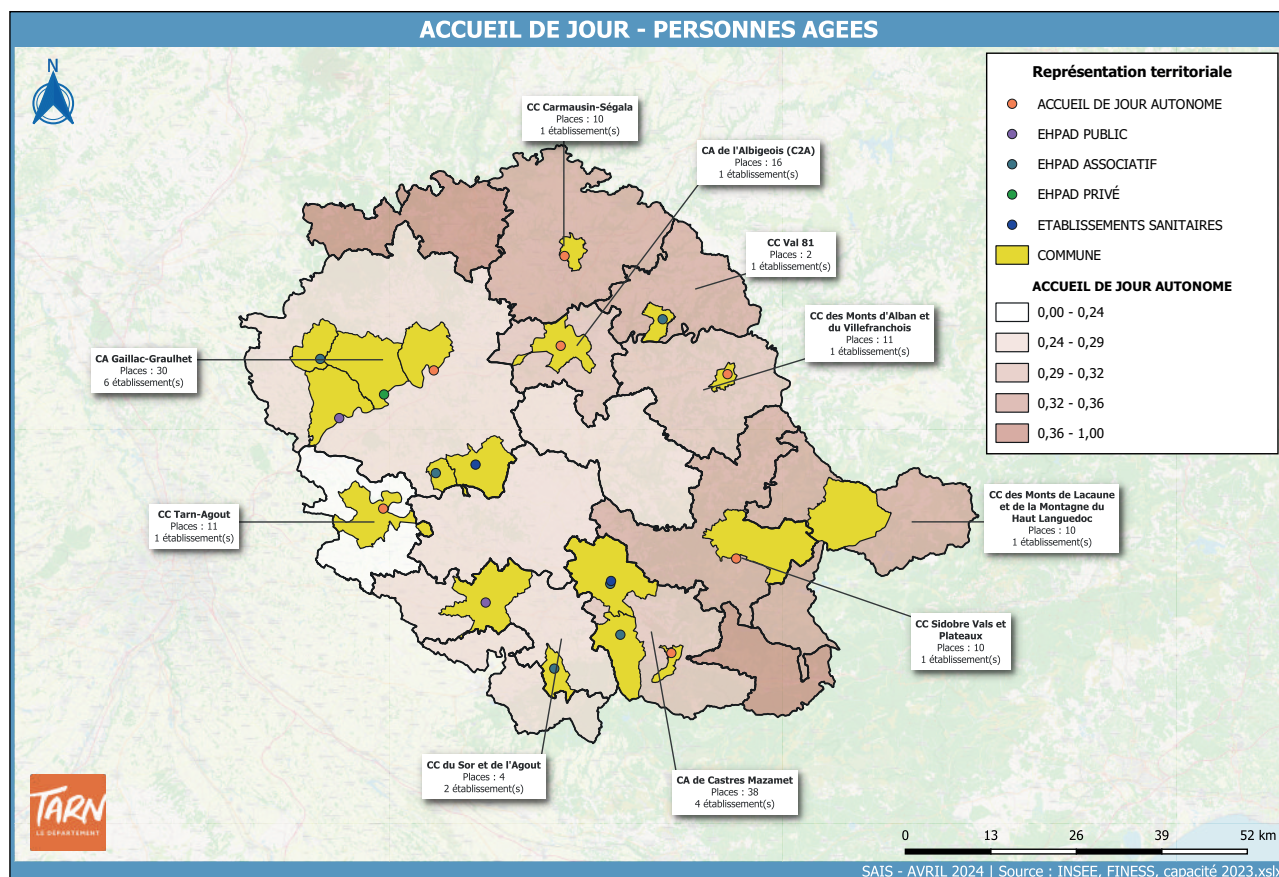 ACCUEIL DE JOUR - PERSONNES AGEES
N
CC Carmausin-Ségala
Places : 10
1 établissement(s)
CA de l'Albigeois (C2A)
Places : 16
1 établissement(s)
CC Val 81
Places : 2
1 établissement(s)
CC des Monts d'Alban et
du Villefranchois
Places : 11
1 établissement(s)
CA Gaillac-Graulhet
Places : 30
6 établissement(s)
CC Tarn-Agout
Places : 11
1 établissement(s)
CC des Monts de Lacaune
et de la Montagne du
Haut Languedoc
Places : 10
1 établissement(s)
CC Sidobre Vals et
Plateaux
Places : 10
1 établissement(s)
CC du Sor et de l'Agout
Places : 4
2 établissement(s)
CA de Castres Mazamet
Places : 38
4 établissement(s)
Représentation territoriale
ACCUEIL DE JOUR AUTONOME
EHPAD PUBLIC
EHPAD ASSOCIATIF
EHPAD PRIVÉ
ETABLISSEMENTS SANITAIRES
COMMUNE
ACCUEIL DE JOUR AUTONOME
0,00 - 0,24
0,24 - 0,29
0,29 - 0,32
0,32 - 0,36
0,36 - 1,00
TARN
LE DÉPARTEMENT
0 13 26 39 52 km
SAIS - AVRIL 2024 | Source : INSEE, FINESS, capacité 2023.xslx